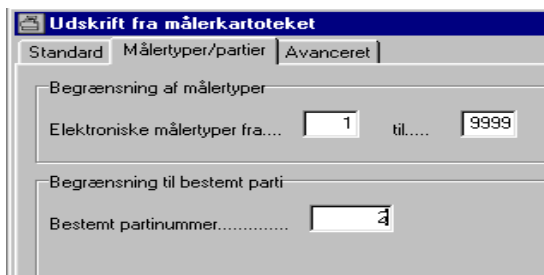 Udskrift fra målerkartoteket
Standard Målertyper/partier Avanceret
Begrænsning af målertyper
Elektroniske målertyper fra.... 1 til..... 9999
Begrænsning til bestemt parti
Bestemt partinummer.............. 2